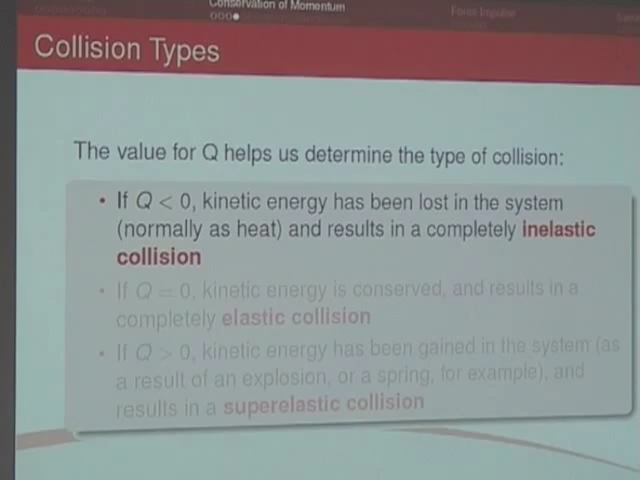 Conservation of Momentum
Force Impulse
Collision Types
The value for Q helps us determine the type of collision:
• If Q < 0, kinetic energy has been lost in the system
(normally as heat) and results in a completely inelastic
collision
• If Q = 0, kinetic energy is conserved, and results in a
completely elastic collision
• If Q > 0, kinetic energy has been gained in the system (as
a result of an explosion, or a spring, for example), and
results in a superelastic collision